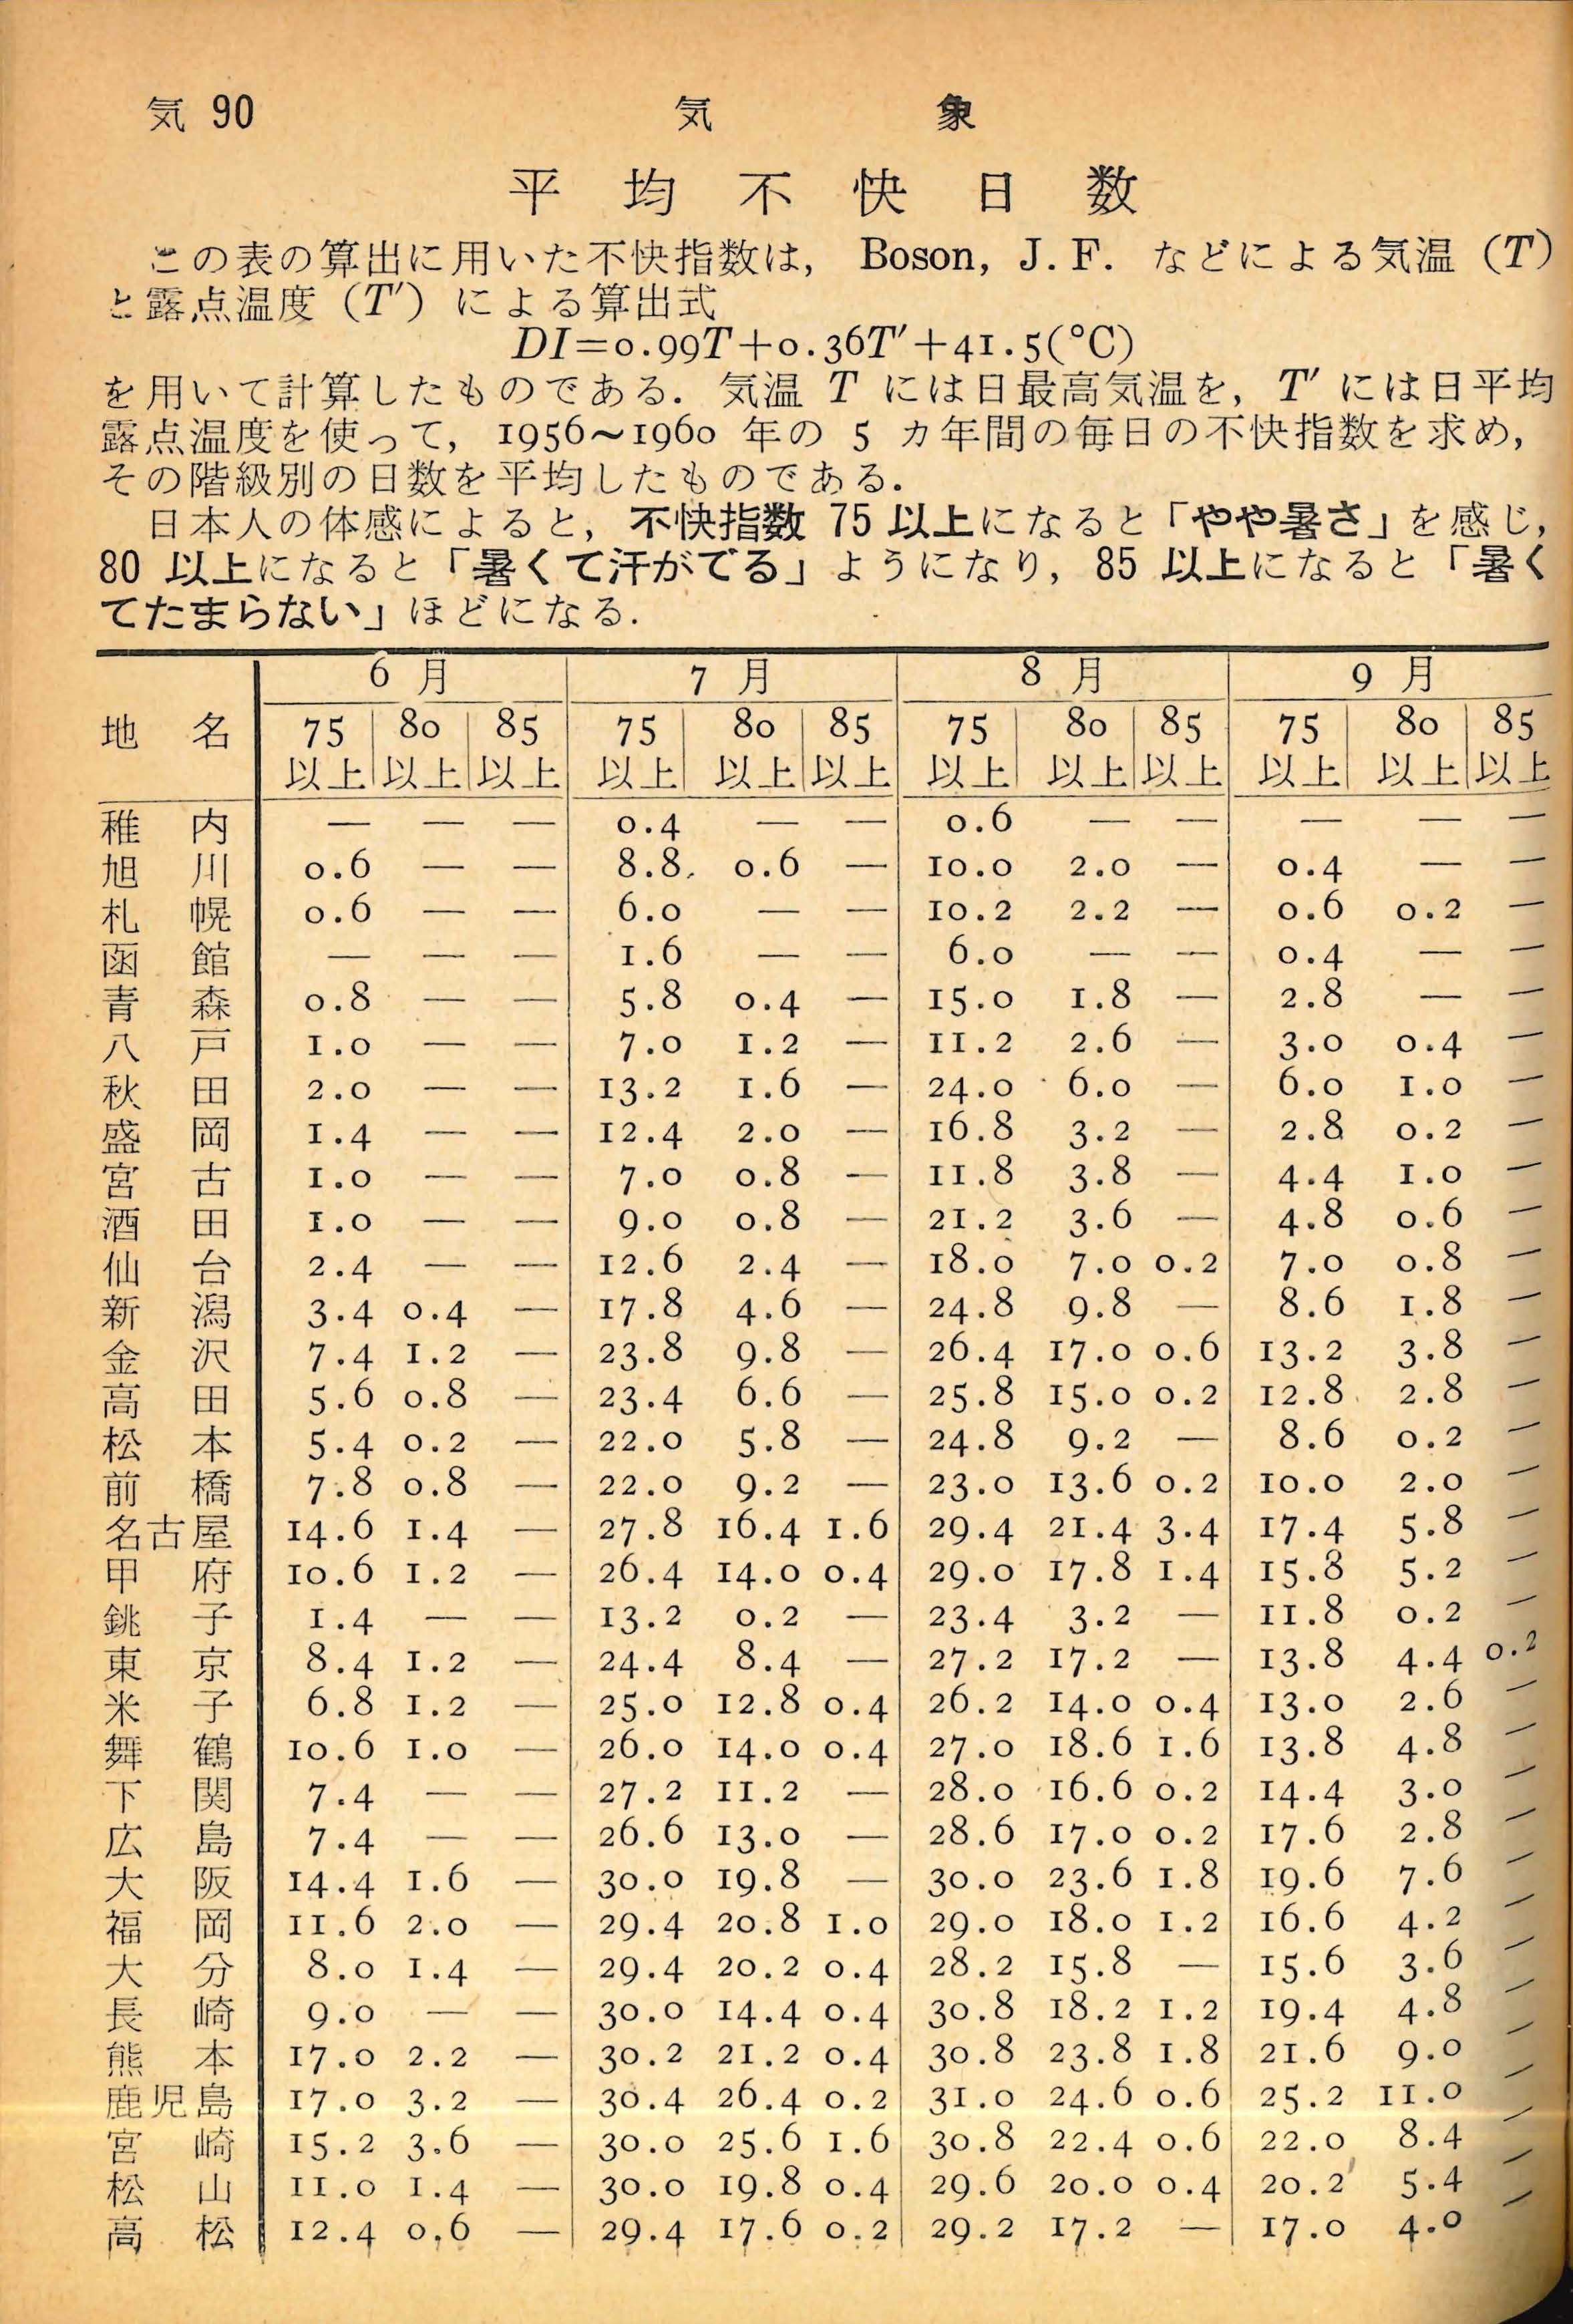 気 90 気象
平均不快日数
この表の算出に用いた不快指数は, Boson, J. F. などによる気温 (T)
と露点温度 (T′) による算出式
DI=0.99T+0.36T′+41.5(°C)
を用いて計算したものである. 気温 T には日最高気温を, T′ には日平均
露点温度を使って, 1956~1960 年の 5 ヵ年間の毎日の不快指数を求め,
その階級別の日数を平均したものである.
日本人の体感によると, 不快指数 75 以上になると「やや暑さ」を感じ,
80 以上になると「暑くて汗がでる」ようになり, 85 以上になると「暑く
てたまらない」ほどになる.
6月 7月 8月 9月
地名 75 80 85 75 80 85 75 80 85 75 80 85
以上 以上 以上 以上 以上 以上 以上 以上 以上 以上 以上 以上
稚内 — — — 0.4 — — 0.6 — — — — —
旭川 0.6 — — 8.8 0.6 — 10.0 2.0 — 0.4 — —
札幌 0.6 — — 6.0 — — 10.2 2.2 — 0.6 0.2 —
函館 — — — 1.6 — — 6.0 — — 0.4 — —
青森 0.8 — — 5.8 0.4 — 15.0 1.8 — 2.8 — —
八戸 1.0 — — 7.0 1.2 — 11.2 2.6 — 3.0 0.4 —
秋田 2.0 — — 13.2 1.6 — 24.0 6.0 — 6.0 1.0 —
盛岡 1.4 — — 12.4 2.0 — 16.8 3.2 — 2.8 0.2 —
宮古 1.0 — — 7.0 0.8 — 11.8 3.8 — 4.4 1.0 —
酒田 1.0 — — 9.0 0.8 — 21.2 3.6 — 4.8 0.6 —
仙台 2.4 — — 12.6 2.4 — 18.0 7.0 0.2 7.0 0.8 —
新潟 3.4 0.4 — 17.8 4.6 — 24.8 9.8 — 8.6 1.8 —
金沢 7.4 1.2 — 23.8 9.8 — 26.4 17.0 0.6 13.2 3.8 —
高田 5.6 0.8 — 23.4 6.6 — 25.8 15.0 0.2 12.8 2.8 —
松本 5.4 0.2 — 22.0 5.8 — 24.8 9.2 — 8.6 0.2 —
前橋 7.8 0.8 — 22.0 9.2 — 23.0 13.6 0.2 10.0 2.0 —
名古屋 14.6 1.4 — 27.8 16.4 1.6 29.4 21.4 3.4 17.4 5.8 —
甲府 10.6 1.2 — 26.4 14.0 0.4 29.0 17.8 1.4 15.8 5.2 —
銚子 1.4 — — 13.2 0.2 — 23.4 3.2 — 11.8 0.2 —
東京 8.4 1.2 — 24.4 8.4 — 27.2 17.2 — 13.8 4.4 0.2
米子 6.8 1.2 — 25.0 12.8 0.4 26.2 14.0 0.4 13.0 2.6 —
舞鶴 10.6 1.0 — 26.0 14.0 0.4 27.0 18.6 1.6 13.8 4.8 —
下関 7.4 — — 27.2 11.2 — 28.0 16.6 0.2 14.4 3.0 —
広島 7.4 — — 26.6 13.0 — 28.6 17.0 0.2 17.6 2.8 —
大阪 14.4 1.6 — 30.0 19.8 — 30.0 23.6 1.8 19.6 7.6 —
福岡 11.6 2.0 — 29.4 20.8 1.0 29.0 18.0 1.2 16.6 4.2 —
大分 8.0 1.4 — 29.4 20.2 0.4 28.2 15.8 — 15.6 3.6 —
長崎 9.0 — — 30.0 14.4 0.4 30.8 18.2 1.2 19.4 4.8 —
熊本 17.0 2.2 — 30.2 21.2 0.4 30.8 23.8 1.8 21.6 9.0 —
鹿児島 17.0 3.2 — 30.4 26.4 0.2 31.0 24.6 0.6 25.2 11.0 —
宮崎 15.2 3.6 — 30.0 25.6 1.6 30.8 22.4 0.6 22.0 8.4 —
松山 11.0 1.4 — 30.0 19.8 0.4 29.6 20.0 0.4 20.2 5.4 —
高松 12.4 0.6 — 29.4 17.6 0.2 29.2 17.2 — 17.0 4.0 —